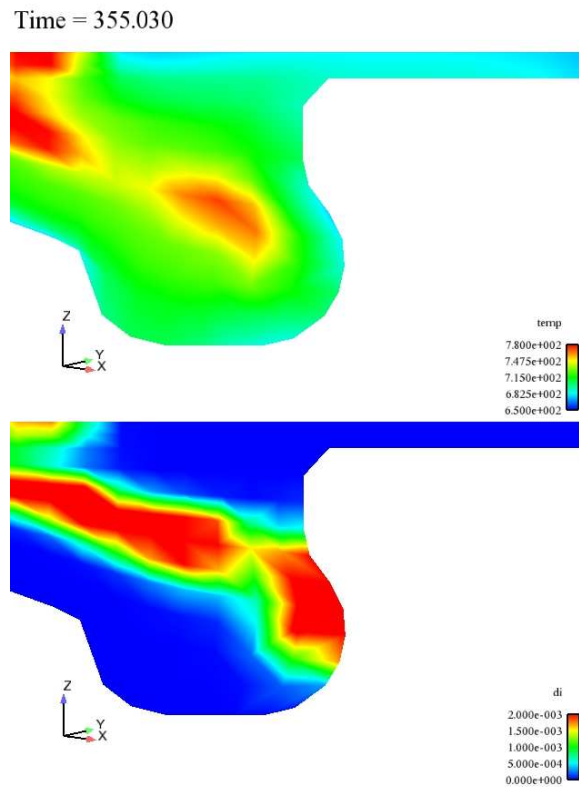 Time = 355.030
Z
Y
X
temp
7.800e+002
7.475e+002
7.150e+002
6.825e+002
6.500e+002
Z
Y
X
di
2.000e-003
1.500e-003
1.000e-003
5.000e-004
0.000e+000